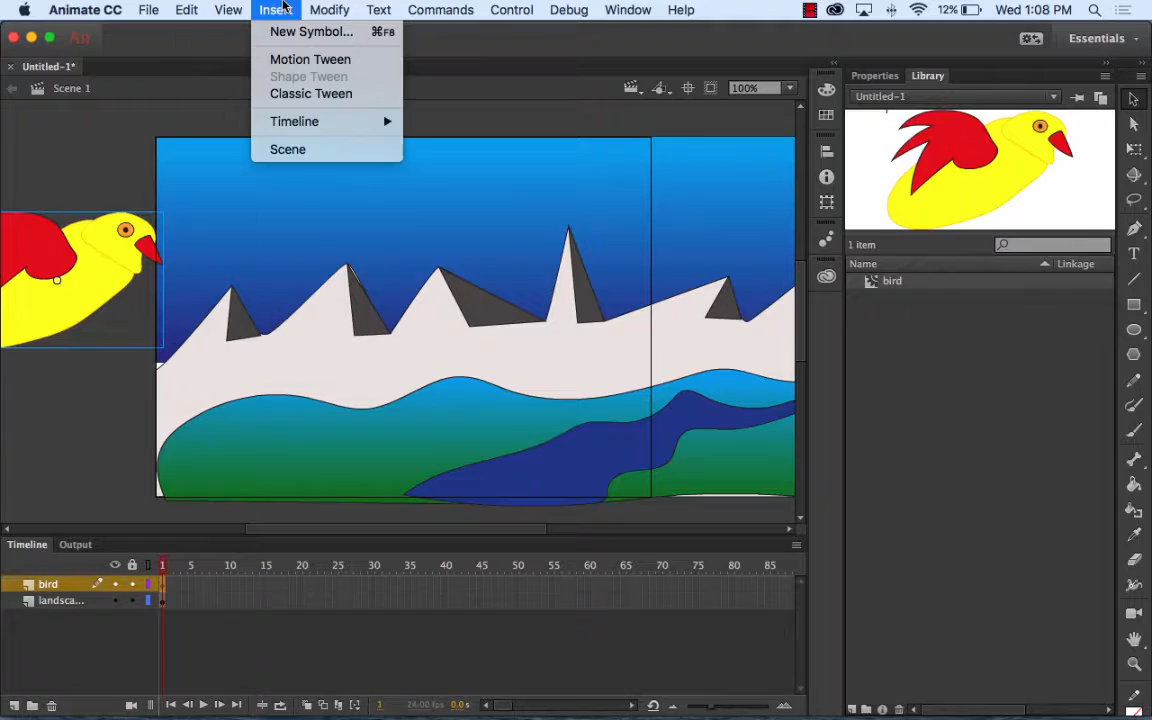 Animate CC File Edit View Insert Modify Text Commands Control Debug Window Help 12% Wed 1:08 PM
An Essentials
New Symbol... ⌘F8
Motion Tween
Shape Tween
Classic Tween
Timeline
Scene
× Untitled-1*
Scene 1 100%
Properties Library
Untitled-1
1 item
Name Linkage
bird
Timeline Output
1 5 10 15 20 25 30 35 40 45 50 55 60 65 70 75 80 85
bird
landsca...
1 24.00 fps 0.0 s